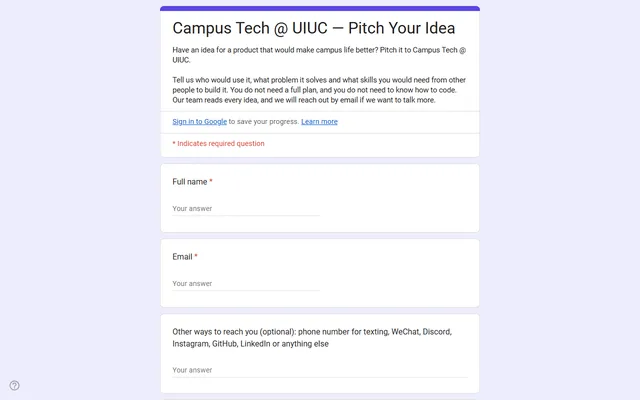 Campus Tech @ UIUC — Pitch Your Idea
Have an idea for a product that would make campus life better? Pitch it to Campus Tech @
UIUC.
Tell us who would use it, what problem it solves and what skills you would need from other
people to build it. You do not need a full plan, and you do not need to know how to code.
Our team reads every idea, and we will reach out by email if we want to talk more.
Sign in to Google to save your progress. Learn more
* Indicates required question
Full name *
Your answer
Email *
Your answer
Other ways to reach you (optional): phone number for texting, WeChat, Discord,
Instagram, GitHub, LinkedIn or anything else
Your answer